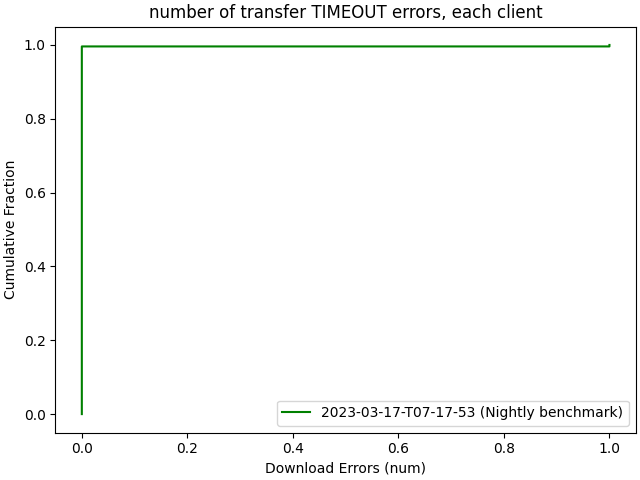 number of transfer TIMEOUT errors, each client
Cumulative Fraction
1.0
0.8
0.6
0.4
0.2
0.0
2023-03-17-T07-17-53 (Nightly benchmark)
0.0 0.2 0.4 0.6 0.8 1.0
Download Errors (num)